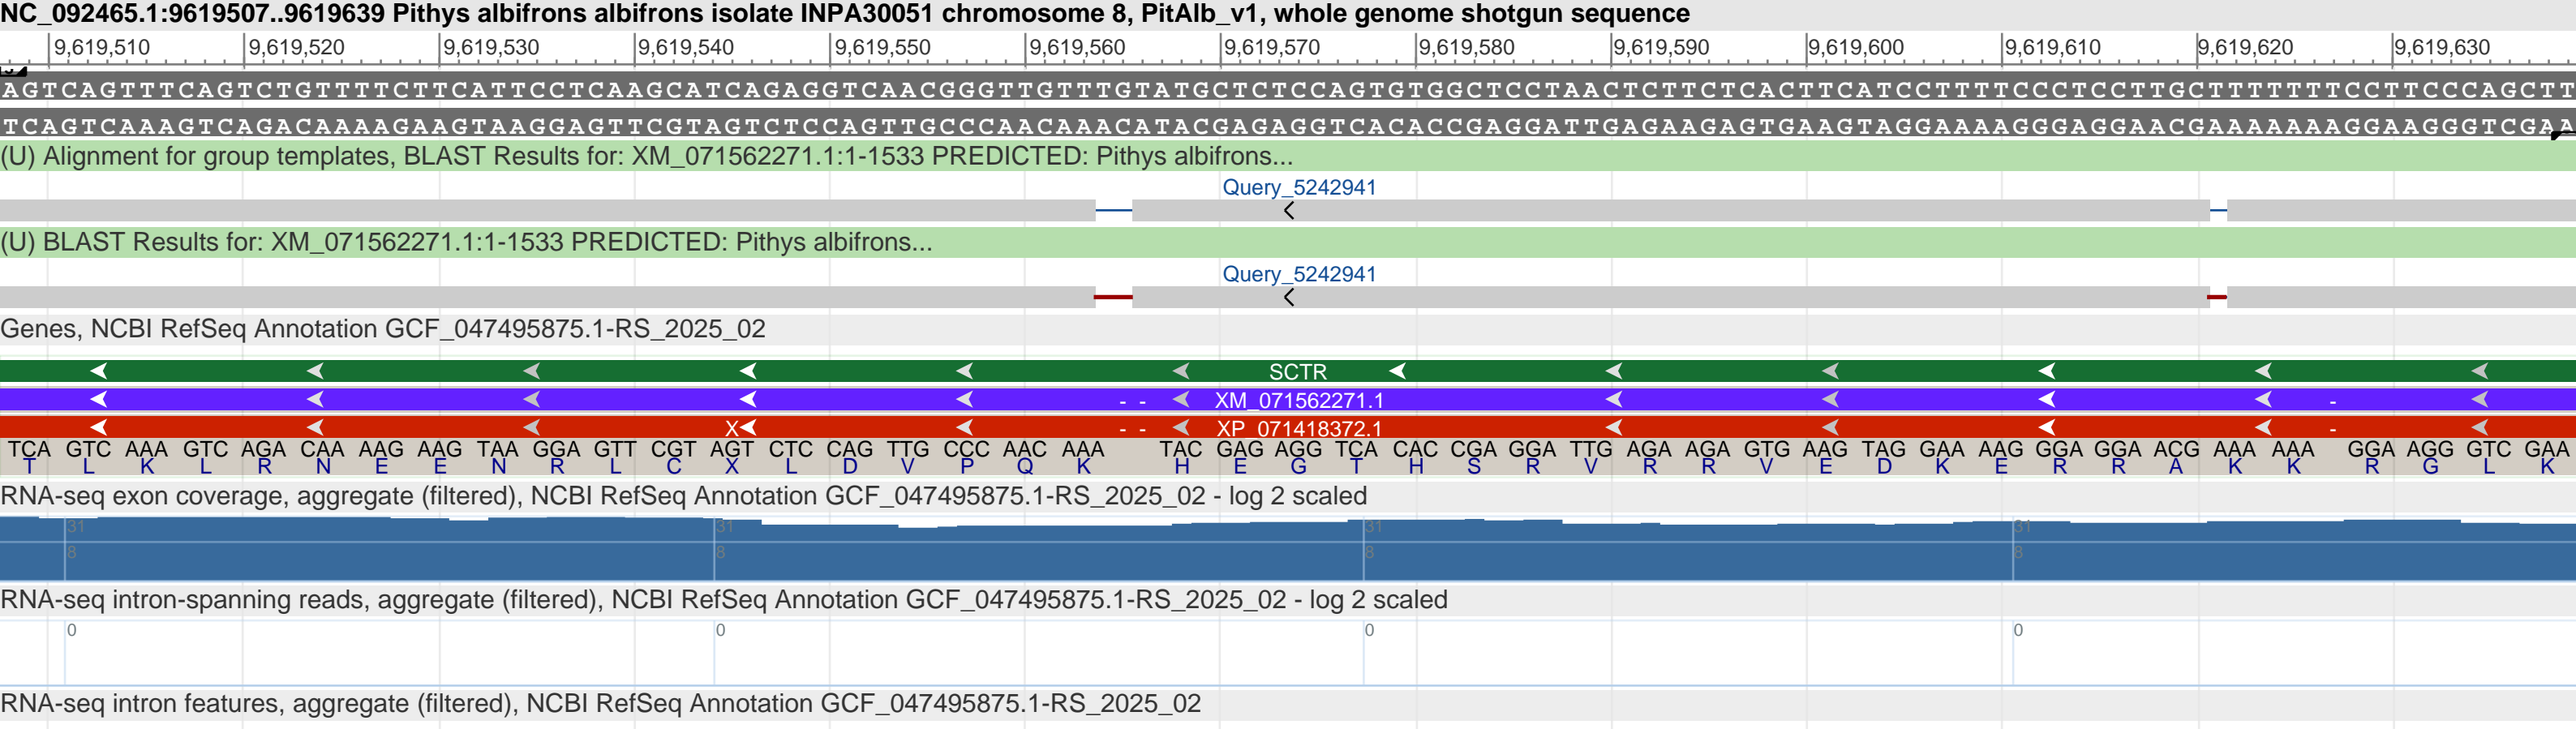 NC_092465.1:9619507..9619639 Pithys albifrons albifrons isolate INPA30051 chromosome 8, PitAlb_v1, whole genome shotgun sequence
9,619,510 9,619,520 9,619,530 9,619,540 9,619,550 9,619,560 9,619,570 9,619,580 9,619,590 9,619,600 9,619,610 9,619,620 9,619,630
AGTCAGTTTCAGTCTGTTTTCTTCATTCCTCAAGCATCAGAGGTCAACGGGTTGTTTGTATGCTCTCCAGTGTGGCTCCTAACTCTTCTCACTTCATCCTTTTCCCTCCTTGCTTTTTTTCCTTCCCAGCTT
TCAGTCAAAGTCAGACAAAAGAAGTAAGGAGTTCGTAGTCTCCAGTTGCCCAACAAACATACGAGAGGTCACACCGAGGATTGAGAAGAGTGAAGTAGGAAAAGGGAGGAACGAAAAAAAGGAAGGGTCGAA
(U) Alignment for group templates, BLAST Results for: XM_071562271.1:1-1533 PREDICTED: Pithys albifrons...
Query_5242941
(U) BLAST Results for: XM_071562271.1:1-1533 PREDICTED: Pithys albifrons...
Query_5242941
Genes, NCBI RefSeq Annotation GCF_047495875.1-RS_2025_02
SCTR
- - XM_071562271.1 -
X - - XP_071418372.1 -
TCA GTC AAA GTC AGA CAA AAG AAG TAA GGA GTT CGT AGT CTC CAG TTG CCC AAC AAA TAC GAG AGG TCA CAC CGA GGA TTG AGA AGA GTG AAG TAG GAA AAG GGA GGA ACG AAA AAA GGA AGG GTC GAA
T L K L R N E E N R L C X L D V P Q K H E G T H S R V R R V E D K E R R A K K R G L K
RNA-seq exon coverage, aggregate (filtered), NCBI RefSeq Annotation GCF_047495875.1-RS_2025_02 - log 2 scaled
31 31 31 31
8 8 8 8
RNA-seq intron-spanning reads, aggregate (filtered), NCBI RefSeq Annotation GCF_047495875.1-RS_2025_02 - log 2 scaled
0 0 0 0
RNA-seq intron features, aggregate (filtered), NCBI RefSeq Annotation GCF_047495875.1-RS_2025_02